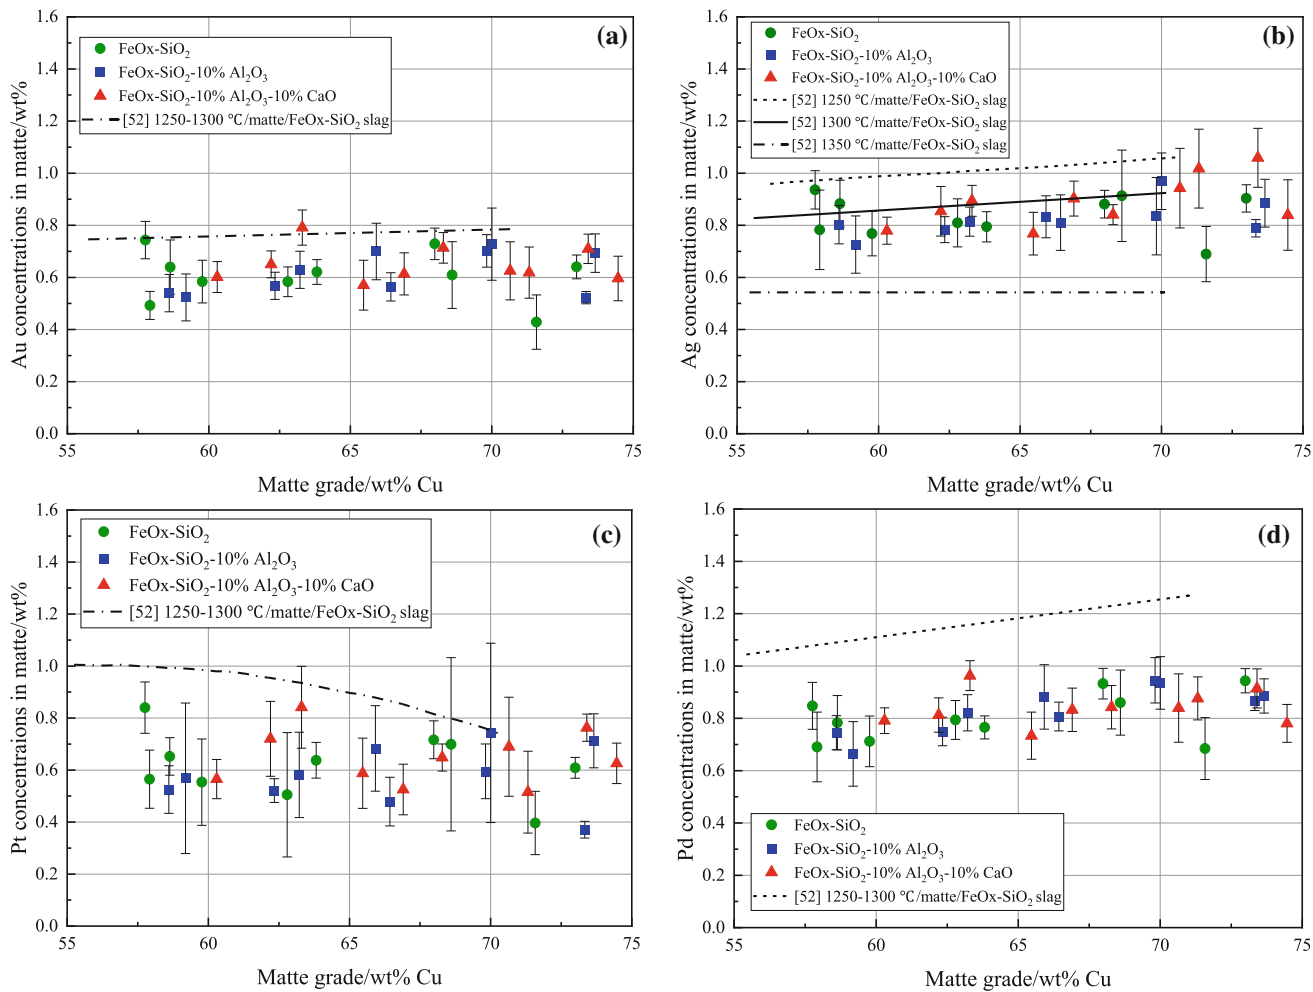 (a)
FeOx-SiO₂
FeOx-SiO₂-10% Al₂O₃
FeOx-SiO₂-10% Al₂O₃-10% CaO
[52] 1250-1300 ℃/matte/FeOx-SiO₂ slag
Au concentrations in matte/wt%
1.6
1.4
1.2
1.0
0.8
0.6
0.4
0.2
0.0
55 60 65 70 75
Matte grade/wt% Cu
(b)
FeOx-SiO₂
FeOx-SiO₂-10% Al₂O₃
FeOx-SiO₂-10% Al₂O₃-10% CaO
[52] 1250 ℃/matte/FeOx-SiO₂ slag
[52] 1300 ℃/matte/FeOx-SiO₂ slag
[52] 1350 ℃/matte/FeOx-SiO₂ slag
Ag concentrations in matte/wt%
1.6
1.4
1.2
1.0
0.8
0.6
0.4
0.2
0.0
55 60 65 70 75
Matte grade/wt% Cu
(c)
FeOx-SiO₂
FeOx-SiO₂-10% Al₂O₃
FeOx-SiO₂-10% Al₂O₃-10% CaO
[52] 1250-1300 ℃/matte/FeOx-SiO₂ slag
Pt concentrations in matte/wt%
1.6
1.4
1.2
1.0
0.8
0.6
0.4
0.2
0.0
55 60 65 70 75
Matte grade/wt% Cu
(d)
Pd concentrations in matte/wt%
1.6
1.4
1.2
1.0
0.8
0.6
0.4
0.2
0.0
FeOx-SiO₂
FeOx-SiO₂-10% Al₂O₃
FeOx-SiO₂-10% Al₂O₃-10% CaO
[52] 1250-1300 ℃/matte/FeOx-SiO₂ slag
55 60 65 70 75
Matte grade/wt% Cu